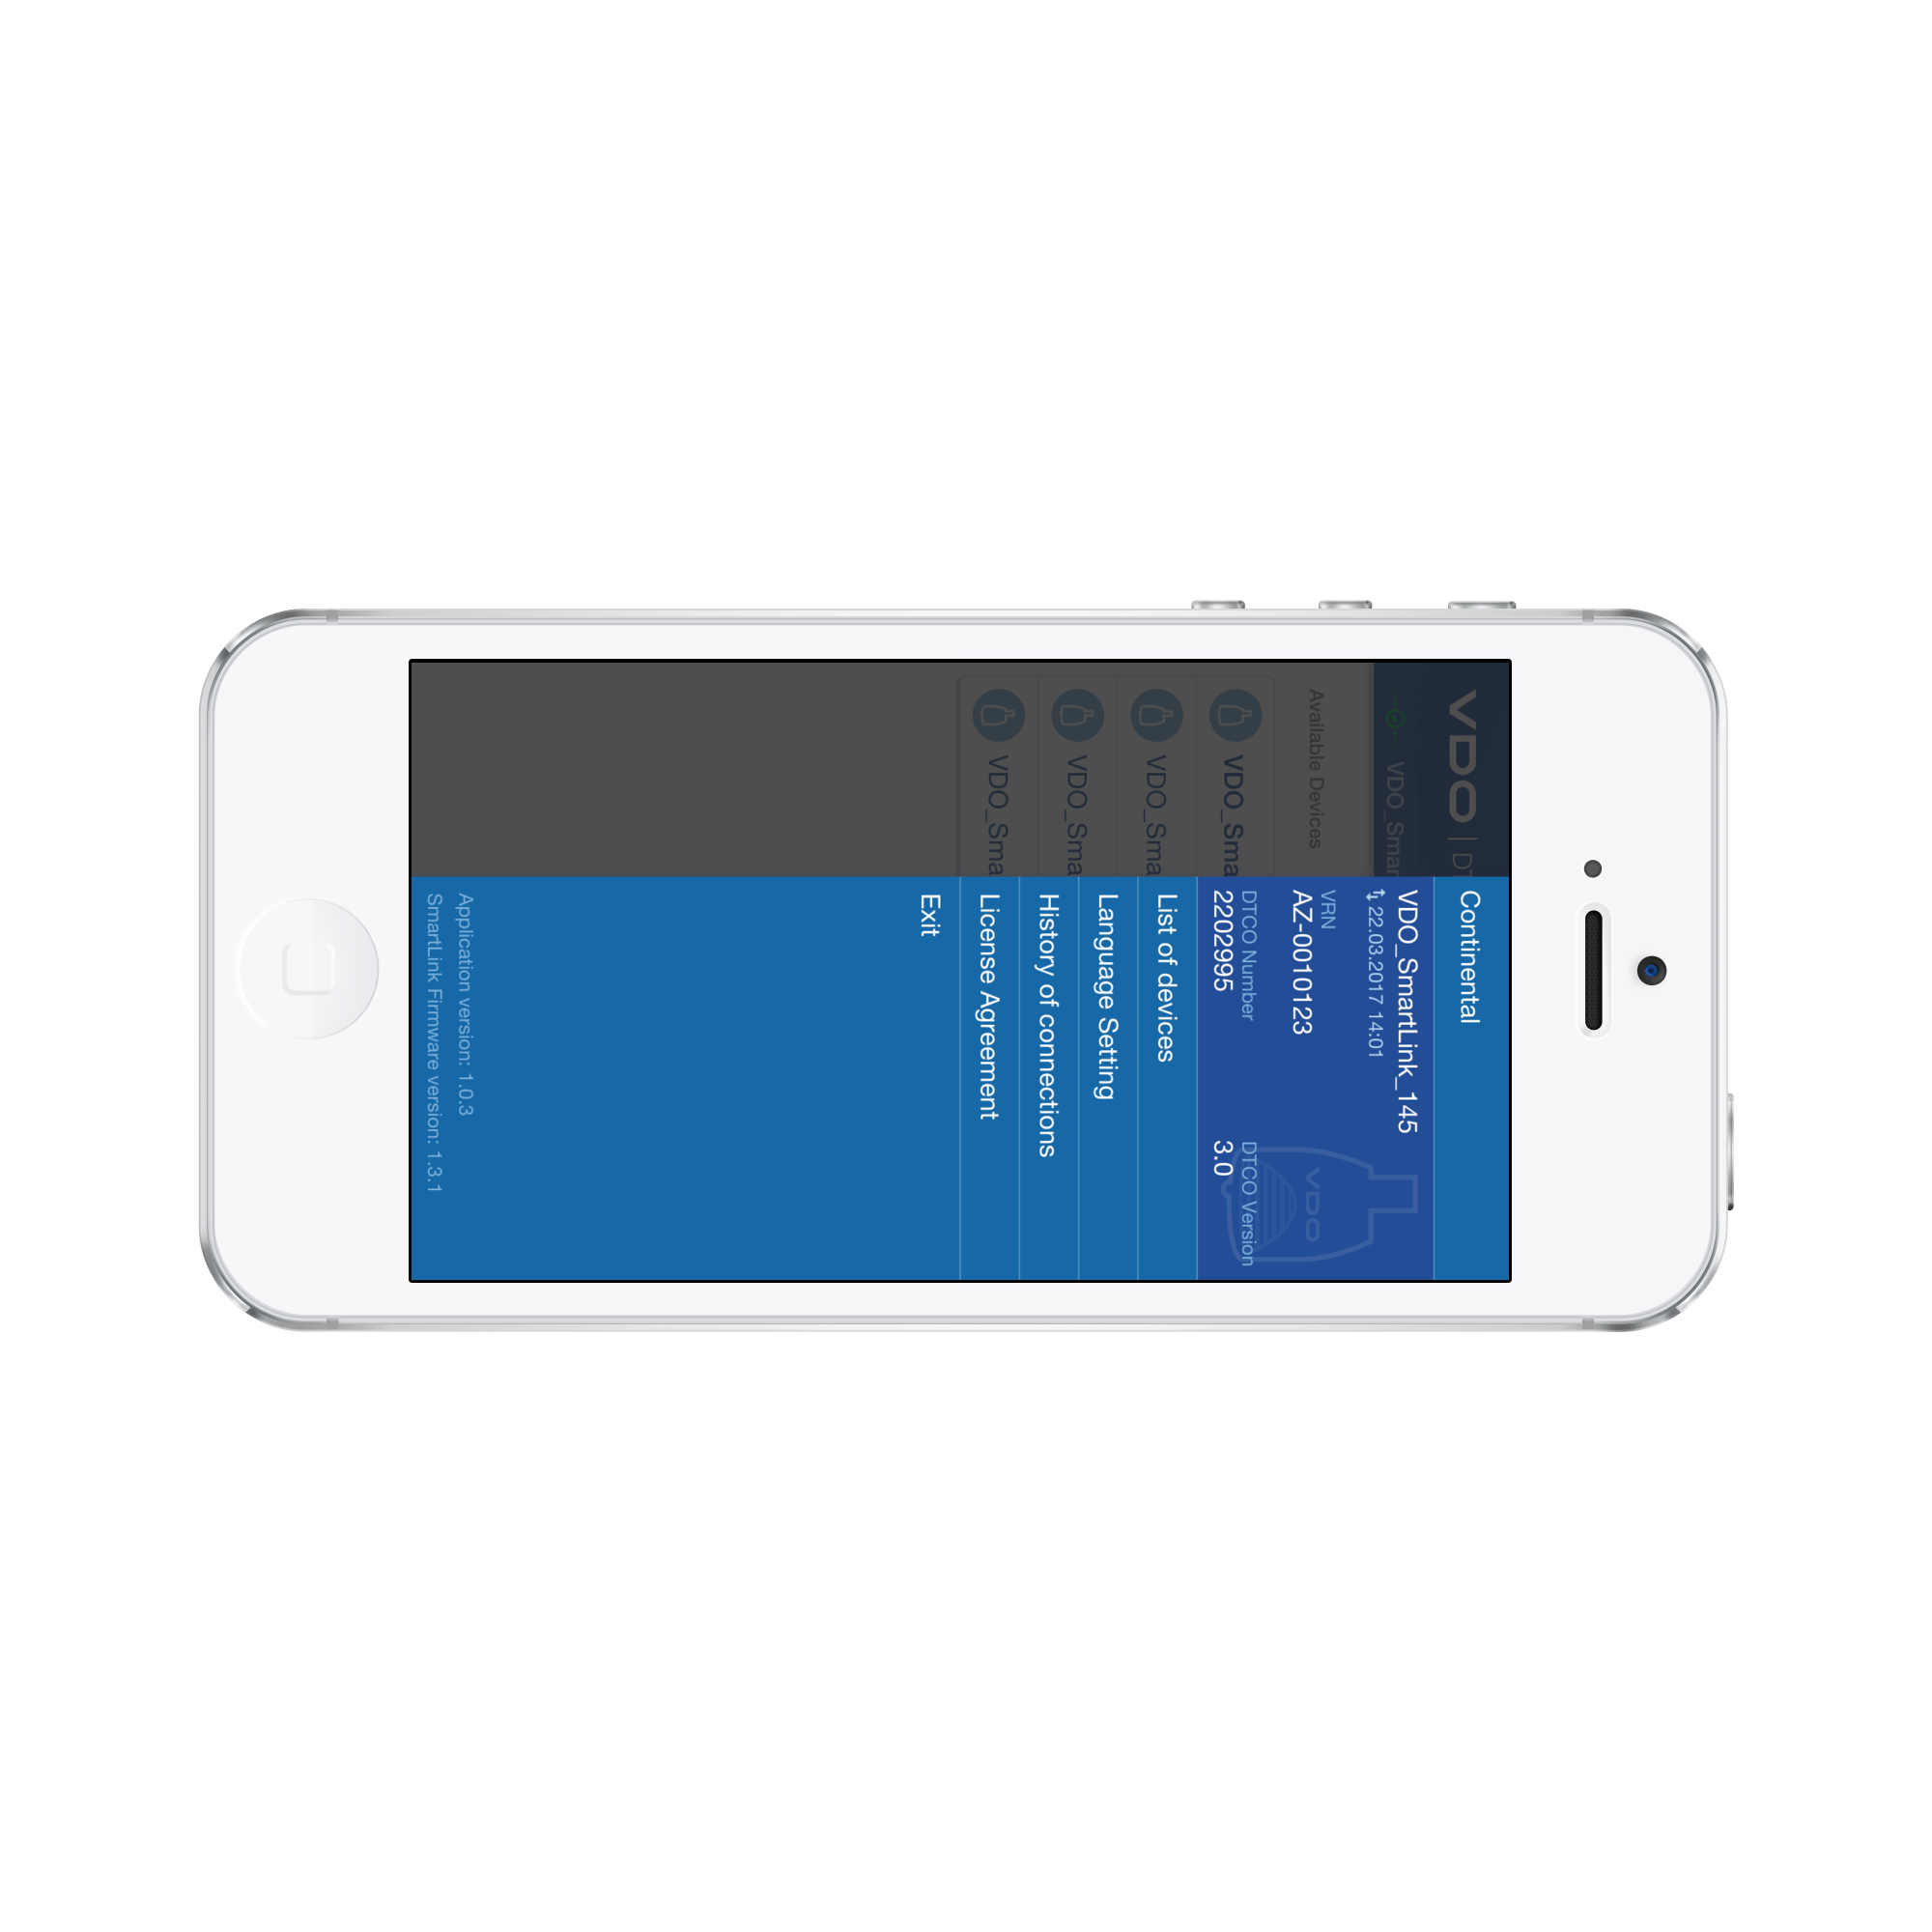 VDO | DT
VDO_Smar
Available Devices
VDO_Sma
VDO_Sma
VDO_Sma
VDO_Sma
Continental
VDO_SmartLink_145
22.03.2017 14:01
VRN
AZ-0010123
VDO
DTCO Number DTCO Version
2202995 3.0
List of devices
Language Setting
History of connections
License Agreement
Exit
Application version: 1.0.3
SmartLink Firmware version: 1.3.1